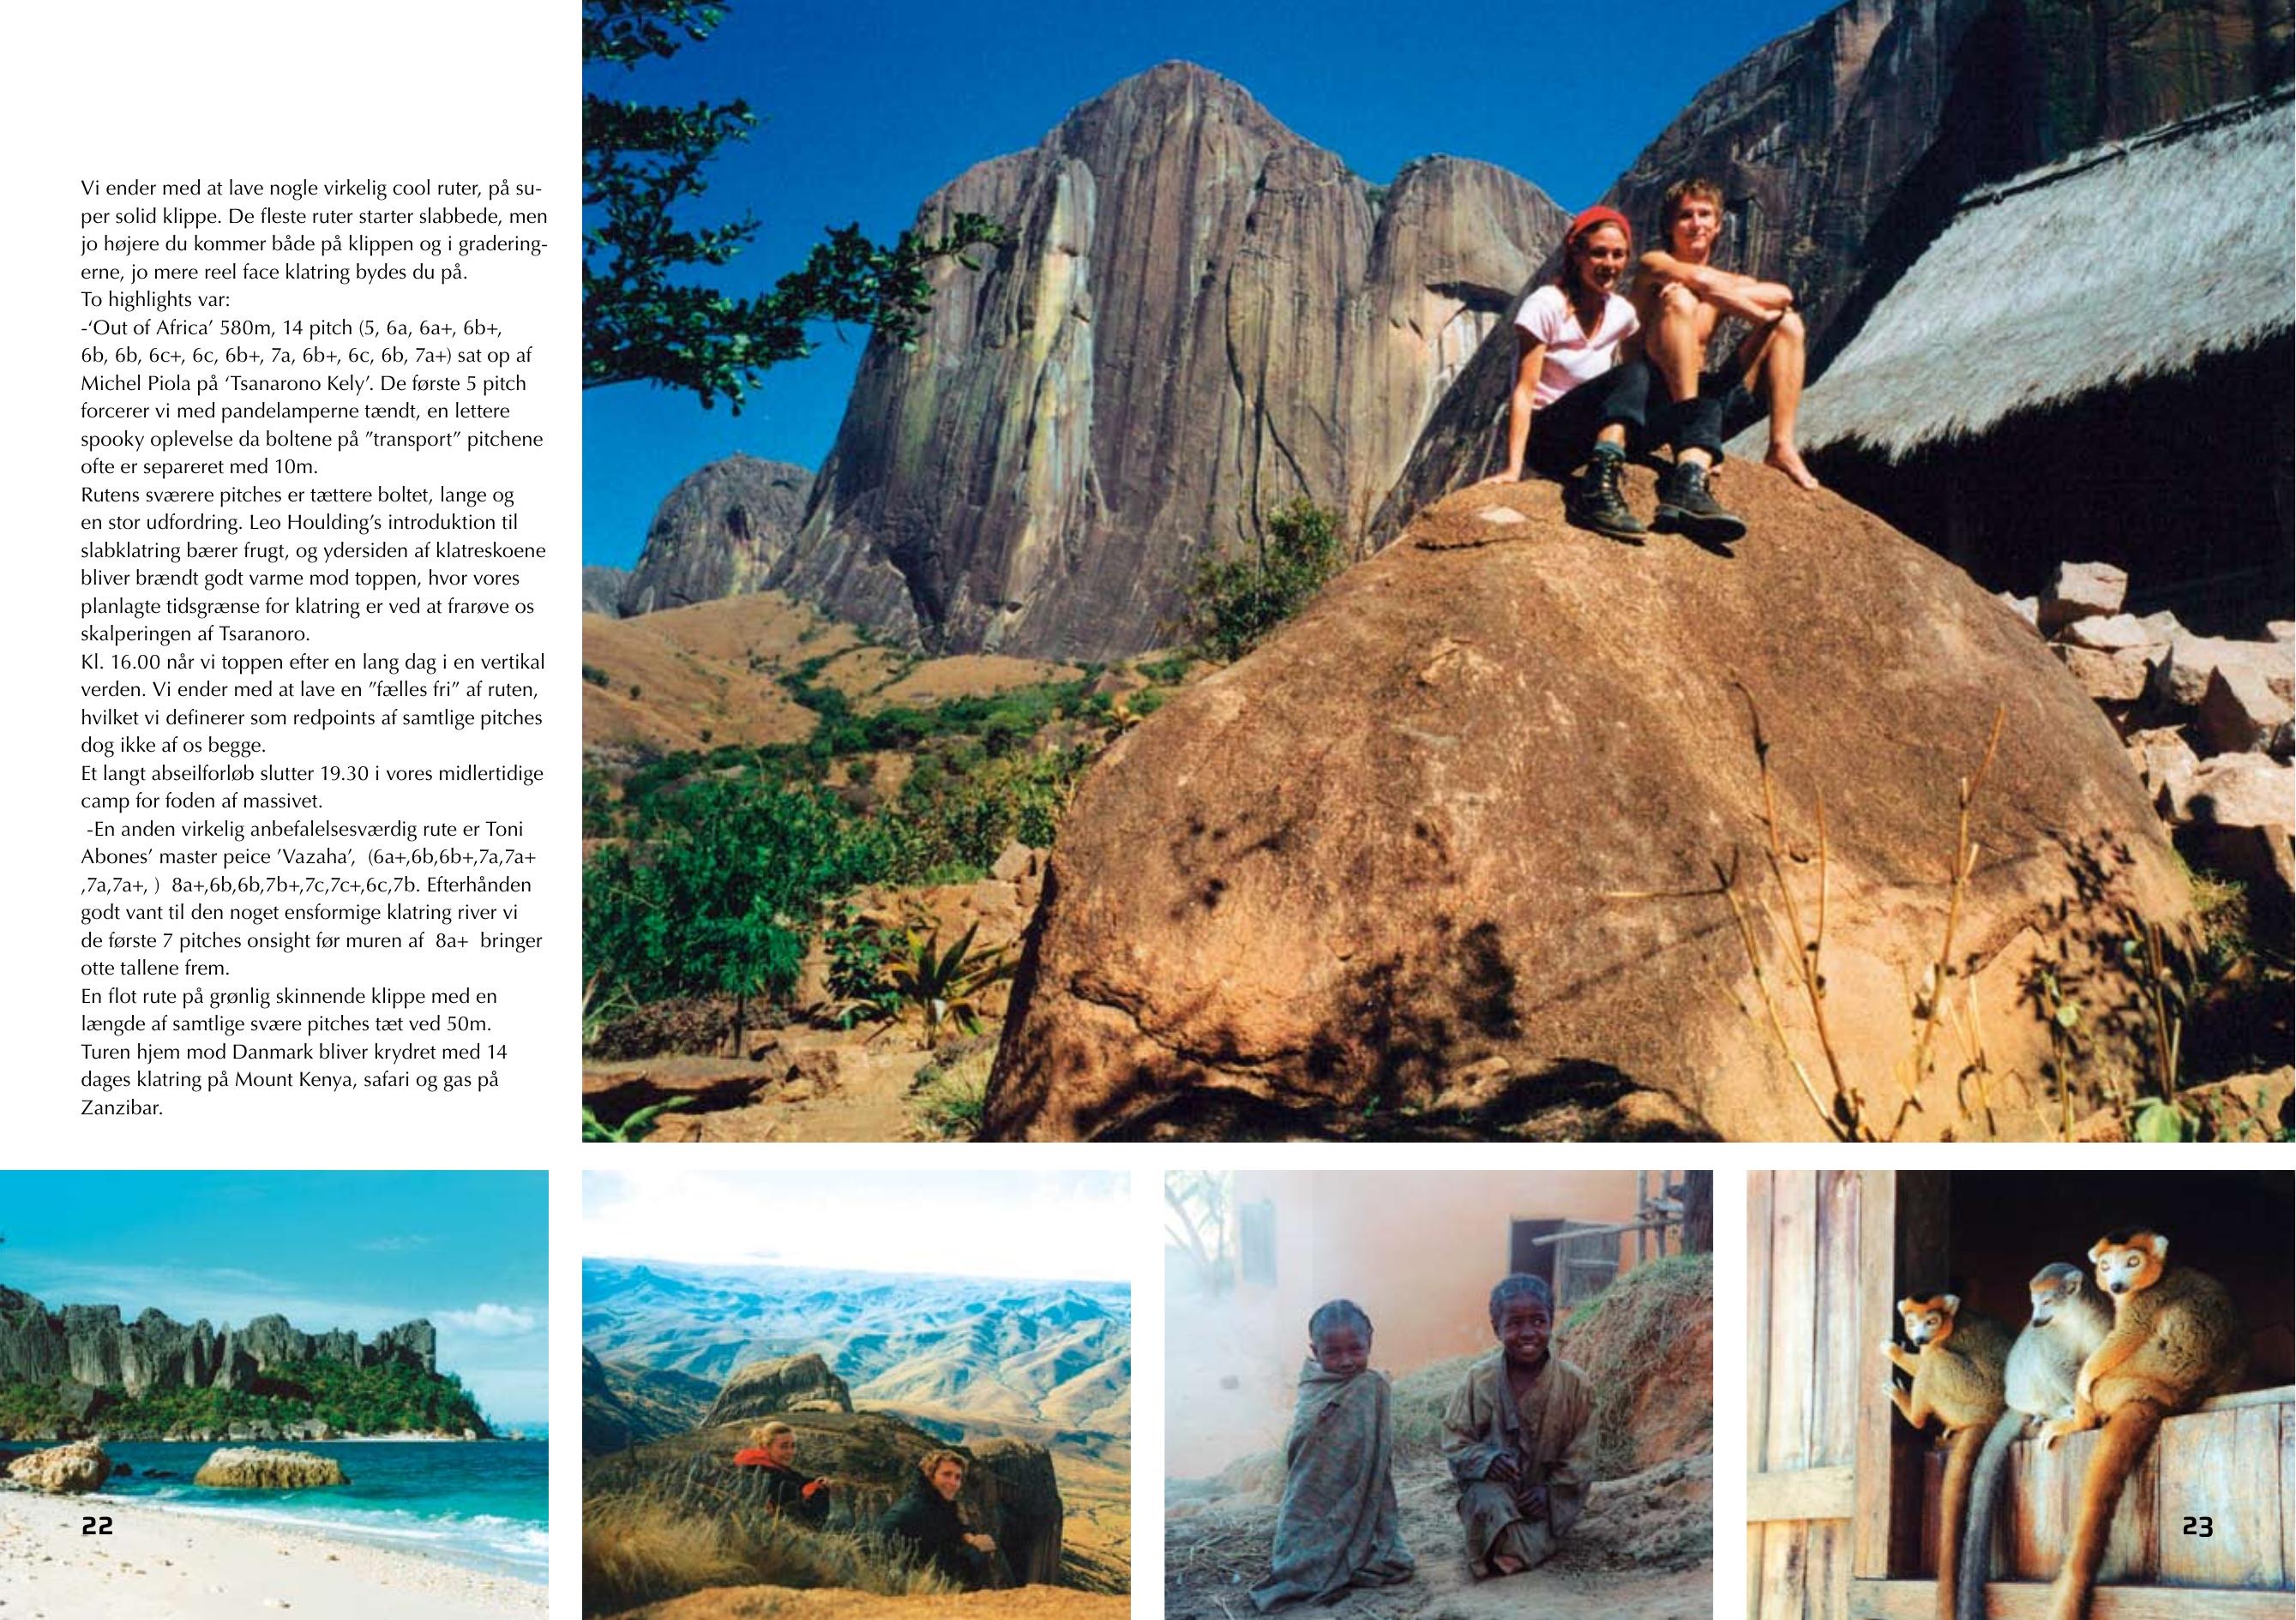 Vi ender med at lave nogle virkelig cool ruter, på su-
per solid klippe. De fleste ruter starter slabbede, men
jo højere du kommer både på klippen og i gradering-
erne, jo mere reel face klatring bydes du på.
To highlights var:
-‘Out of Africa’ 580m, 14 pitch (5, 6a, 6a+, 6b+,
6b, 6b, 6c+, 6c, 6b+, 7a, 6b+, 6c, 6b, 7a+) sat op af
Michel Piola på ‘Tsanarono Kely’. De første 5 pitch
forcerer vi med pandelamperne tændt, en lettere
spooky oplevelse da boltene på ”transport” pitchene
ofte er separeret med 10m.
Rutens sværere pitches er tættere boltet, lange og
en stor udfordring. Leo Houlding’s introduktion til
slabklatring bærer frugt, og ydersiden af klatreskoene
bliver brændt godt varme mod toppen, hvor vores
planlagte tidsgrænse for klatring er ved at frarøve os
skalperingen af Tsaranoro.
Kl. 16.00 når vi toppen efter en lang dag i en vertikal
verden. Vi ender med at lave en ”fælles fri” af ruten,
hvilket vi definerer som redpoints af samtlige pitches
dog ikke af os begge.
Et langt abseilforløb slutter 19.30 i vores midlertidige
camp for foden af massivet.
-En anden virkelig anbefalelsesværdig rute er Toni
Abones’ master peice ’Vazaha’,  (6a+,6b,6b+,7a,7a+
,7a,7a+, )  8a+,6b,6b,7b+,7c,7c+,6c,7b. Efterhånden
godt vant til den noget ensformige klatring river vi
de første 7 pitches onsight før muren af  8a+  bringer
otte tallene frem.
En flot rute på grønlig skinnende klippe med en
længde af samtlige svære pitches tæt ved 50m.
Turen hjem mod Danmark bliver krydret med 14
dages klatring på Mount Kenya, safari og gas på
Zanzibar.
22
23